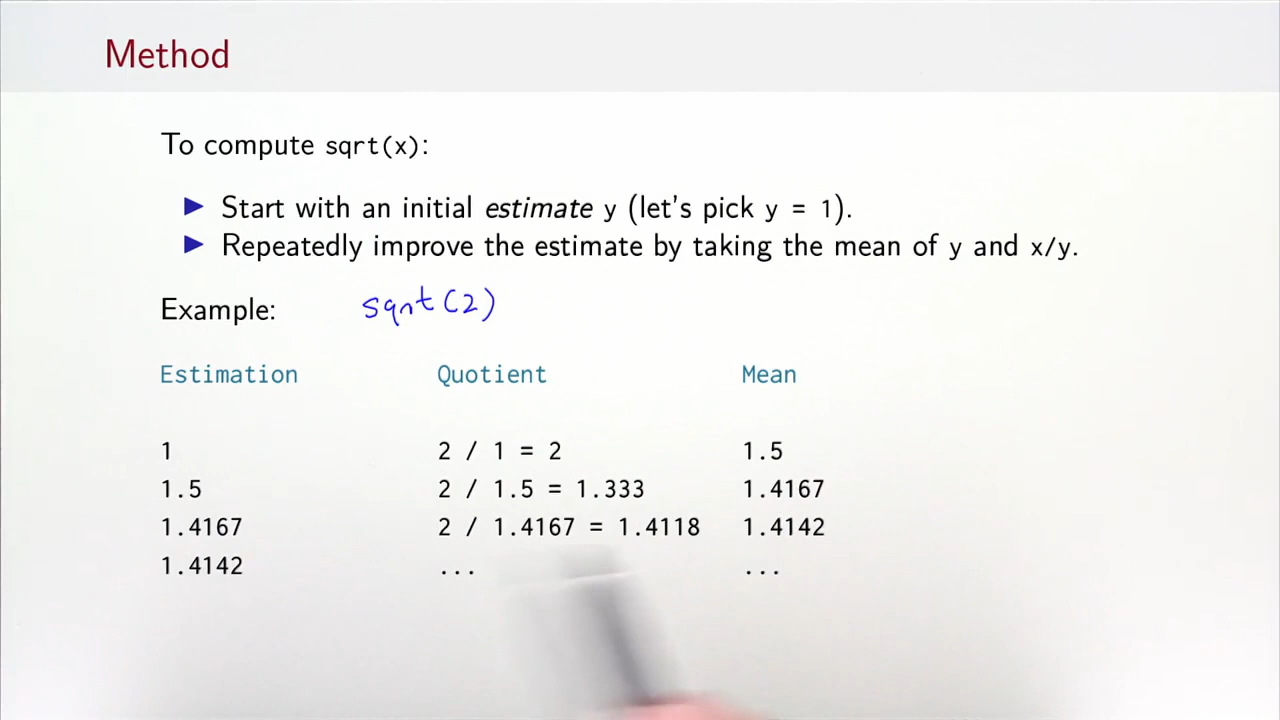 Method
To compute sqrt(x):
▶ Start with an initial estimate y (let's pick y = 1).
▶ Repeatedly improve the estimate by taking the mean of y and x/y.
Example: sqrt(2)
Estimation Quotient Mean
1 2 / 1 = 2 1.5
1.5 2 / 1.5 = 1.333 1.4167
1.4167 2 / 1.4167 = 1.4118 1.4142
1.4142 ... ...